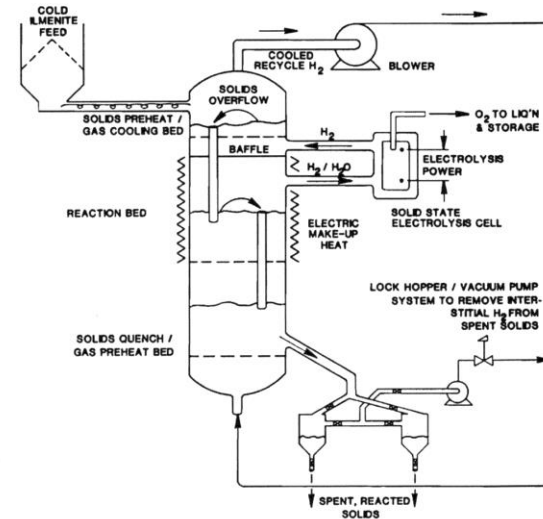 COLD
ILMENITE
FEED
COOLED
RECYCLE H₂
BLOWER
SOLIDS
OVERFLOW
SOLIDS PREHEAT /
GAS COOLING BED
H₂
O₂ TO LIQ'N
& STORAGE
BAFFLE
H₂/H₂O
ELECTROLYSIS
POWER
SOLID STATE
ELECTROLYSIS CELL
REACTION BED
ELECTRIC
MAKE-UP
HEAT
LOCK HOPPER / VACUUM PUMP
SYSTEM TO REMOVE INTER-
STITIAL H₂ FROM
SPENT SOLIDS
SOLIDS QUENCH /
GAS PREHEAT BED
SPENT, REACTED
SOLIDS